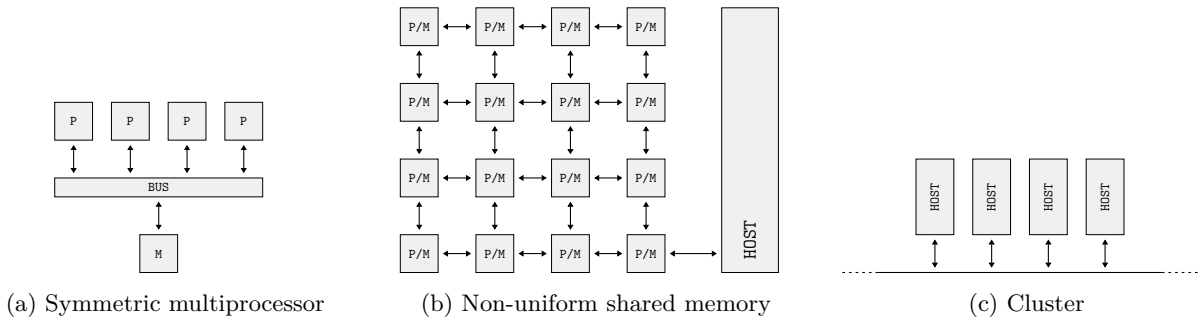 P P P P
BUS
M
(a) Symmetric multiprocessor
P/M P/M P/M P/M
P/M P/M P/M P/M
P/M P/M P/M P/M
P/M P/M P/M P/M
HOST
(b) Non-uniform shared memory
HOST HOST HOST HOST
(c) Cluster